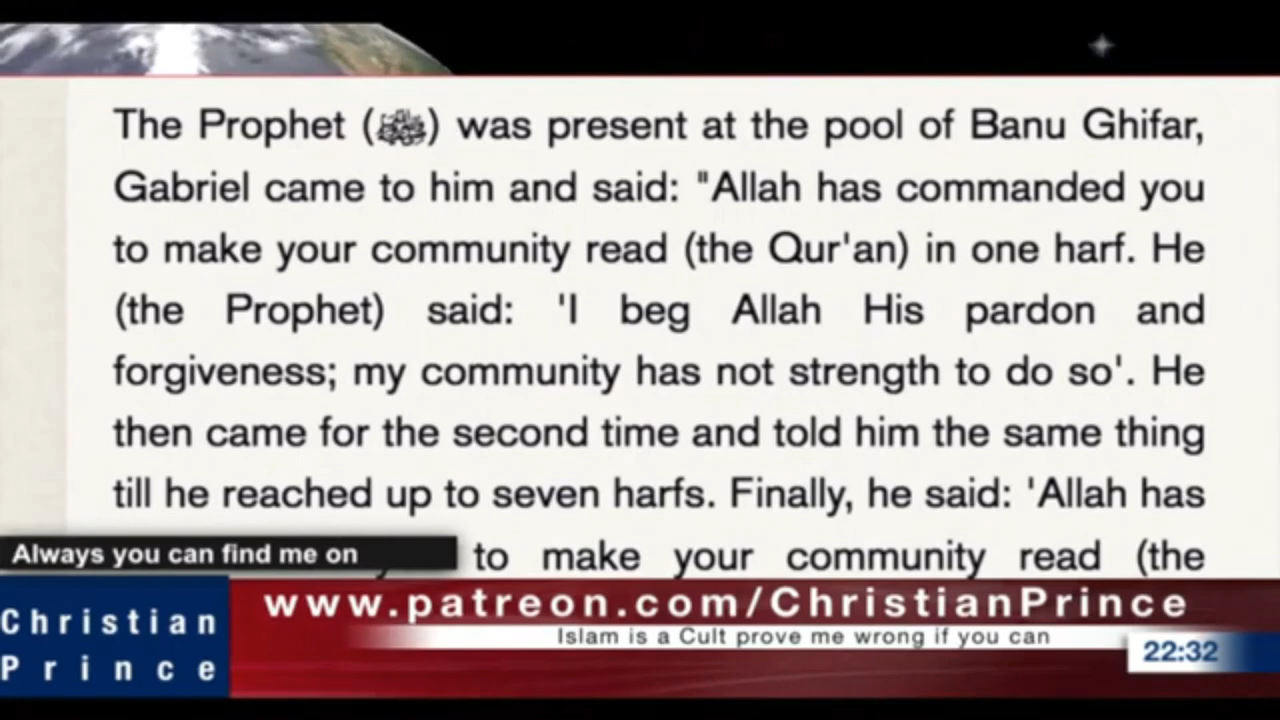 The Prophet (ﷺ) was present at the pool of Banu Ghifar,
Gabriel came to him and said: "Allah has commanded you
to make your community read (the Qur'an) in one harf. He
(the Prophet) said: 'I beg Allah His pardon and
forgiveness; my community has not strength to do so'. He
then came for the second time and told him the same thing
till he reached up to seven harfs. Finally, he said: 'Allah has
to make your community read (the
Always you can find me on
www.patreon.com/ChristianPrince
Islam is a Cult prove me wrong if you can
Christian
Prince
22:32